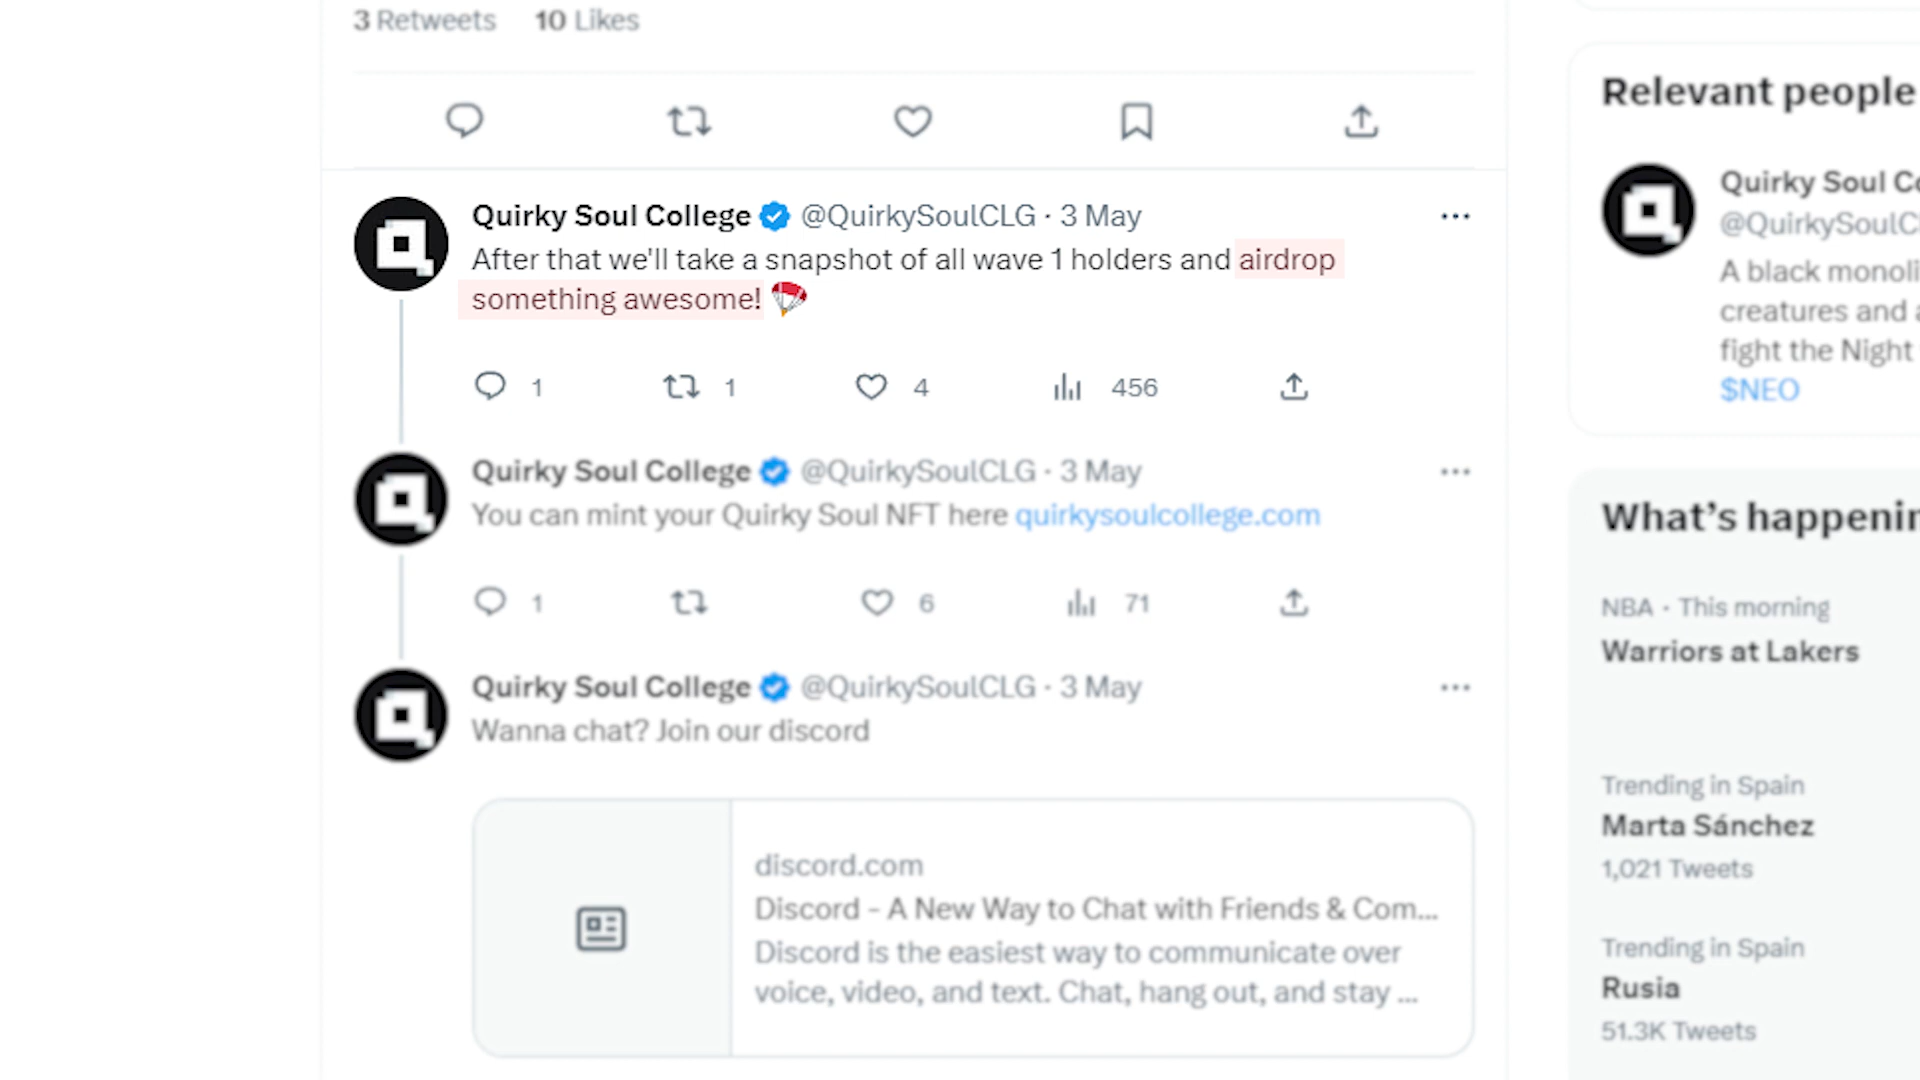 3 Retweets 10 Likes
Quirky Soul College @QuirkySoulCLG · 3 May
After that we'll take a snapshot of all wave 1 holders and airdrop
something awesome!
1 1 4 456
Quirky Soul College @QuirkySoulCLG · 3 May
You can mint your Quirky Soul NFT here quirkysoulcollege.com
1 6 71
Quirky Soul College @QuirkySoulCLG · 3 May
Wanna chat? Join our discord
discord.com
Discord - A New Way to Chat with Friends & Com...
Discord is the easiest way to communicate over
voice, video, and text. Chat, hang out, and stay ...
Relevant people
Quirky Soul
@QuirkySoulC
A black
creatures and
fight the Night
$NEO
What's
NBA · This morning
Warriors at Lakers
Trending in Spain
Marta Sánchez
1,021 Tweets
Trending in Spain
Rusia
51.3K Tweets